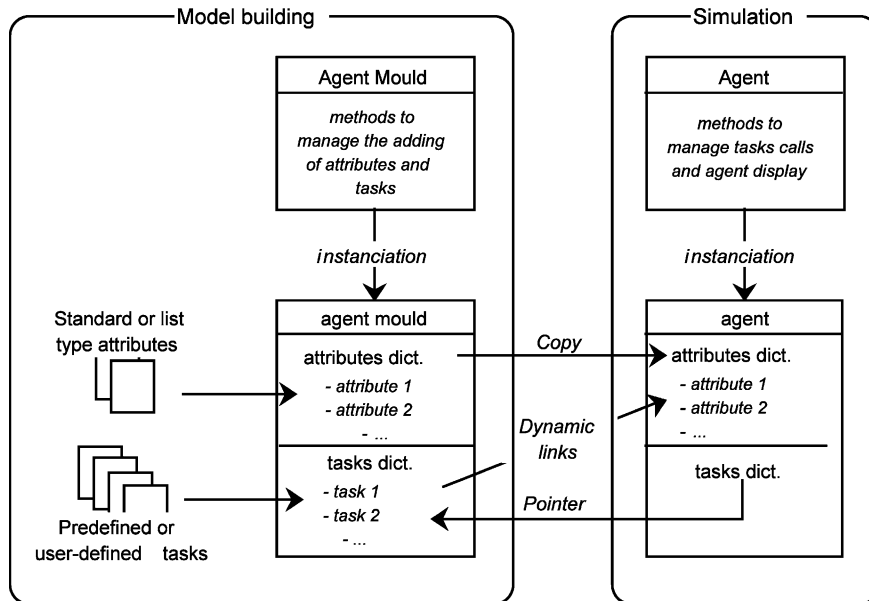 Model building
Simulation
Agent Mould
methods to
manage the adding
of attributes and
tasks
Agent
methods to
manage tasks calls
and agent display
instanciation
instanciation
Standard or list
type attributes
agent mould
attributes dict.
- attribute 1
- attribute 2
- ...
Copy
agent
attributes dict.
- attribute 1
- attribute 2
- ...
Dynamic
links
tasks dict.
- task 1
- task 2
- ...
Pointer
tasks dict.
Predefined or
user-defined tasks